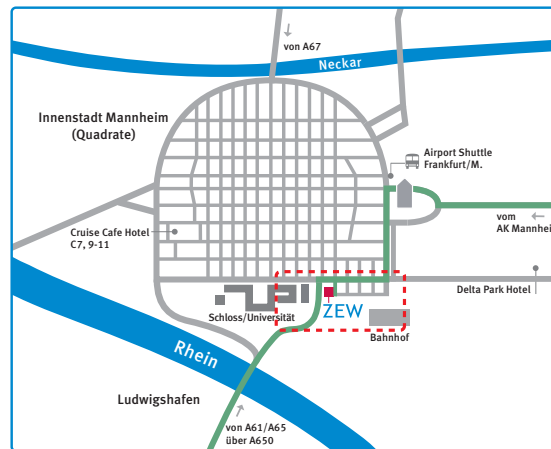 von A67
Neckar
Innenstadt Mannheim
(Quadrate)
Airport Shuttle
Frankfurt/M.
vom
AK Mannhei
Cruise Cafe Hotel
C7, 9-11
Delta Park Hotel
Schloss/Universität
ZEW
Bahnhof
Rhein
Ludwigshafen
von A61/A65
über A650